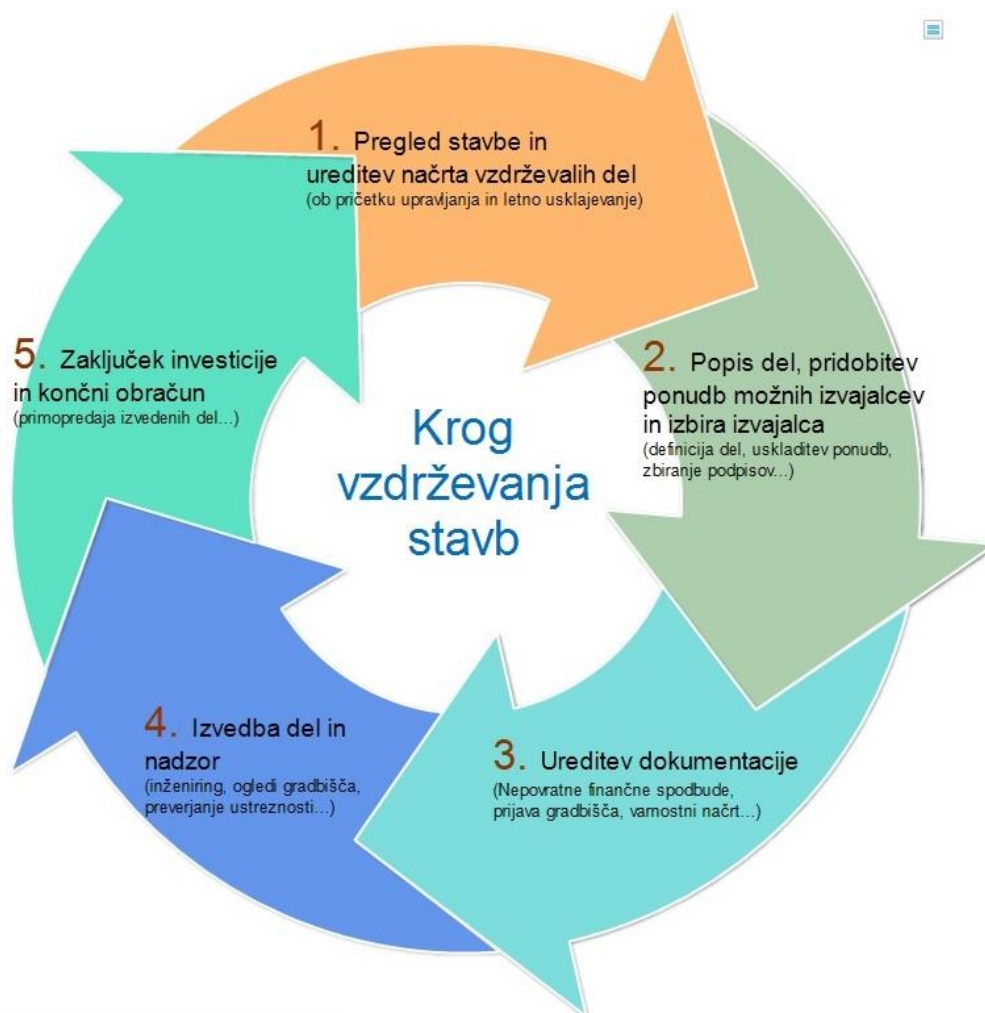 1. Pregled stavbe in
ureditev načrta vzdrževalih del
(ob pričetku upravljanja in letno usklajevanje)
2. Popis del, pridobitev
ponudb možnih izvajalcev
in izbira izvajalca
(definicija del, uskladitev ponudb,
zbiranje podpisov...)
3. Ureditev dokumentacije
(Nepovratne finančne spodbude,
prijava gradbišča, varnostni načrt...)
4. Izvedba del in
nadzor
(inženiring, ogledi gradbišča,
preverjanje ustreznosti...)
5. Zaključek investicije
in končni obračun
(primopredaja izvedenih del...)
Krog
vzdrževanja
stavb